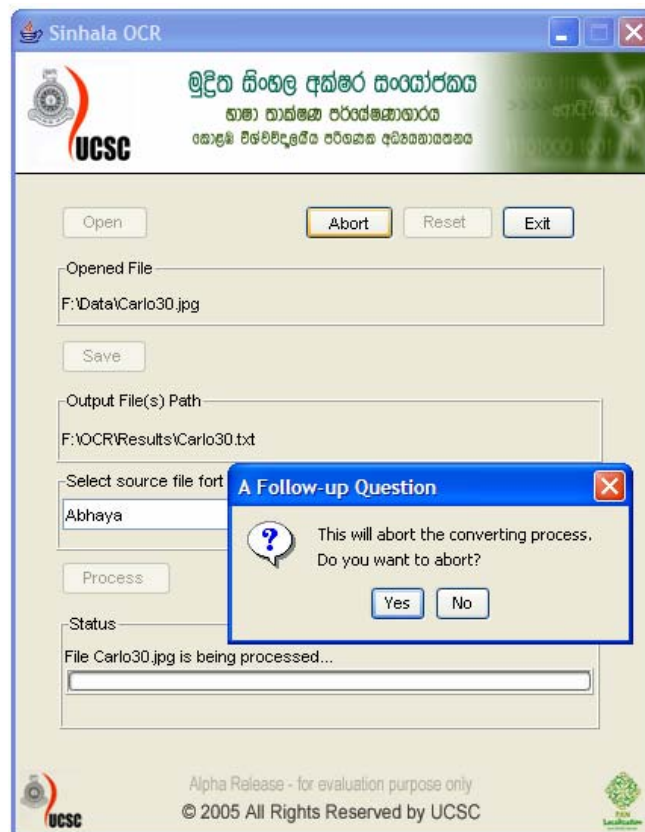 Sinhala OCR
UCSC
මුද්‍රිත සිංහල අක්ෂර සංයෝජකය
භාෂා තාක්ෂණ පර්යේෂණාගාරය
කොළඹ විශ්වවිද්‍යලයීය පරිගණක අධ්‍යයනායතනය
Open
Abort
Reset
Exit
Opened File
F:\Data\Carlo30.jpg
Save
Output File(s) Path
F:\OCR\Results\Carlo30.txt
Select source file font
Abhaya
A Follow-up Question
This will abort the converting process.
Do you want to abort?
Yes
No
Process
Status
File Carlo30.jpg is being processed...
Alpha Release - for evaluation purpose only
© 2005 All Rights Reserved by UCSC
UCSC
PAN
Localization